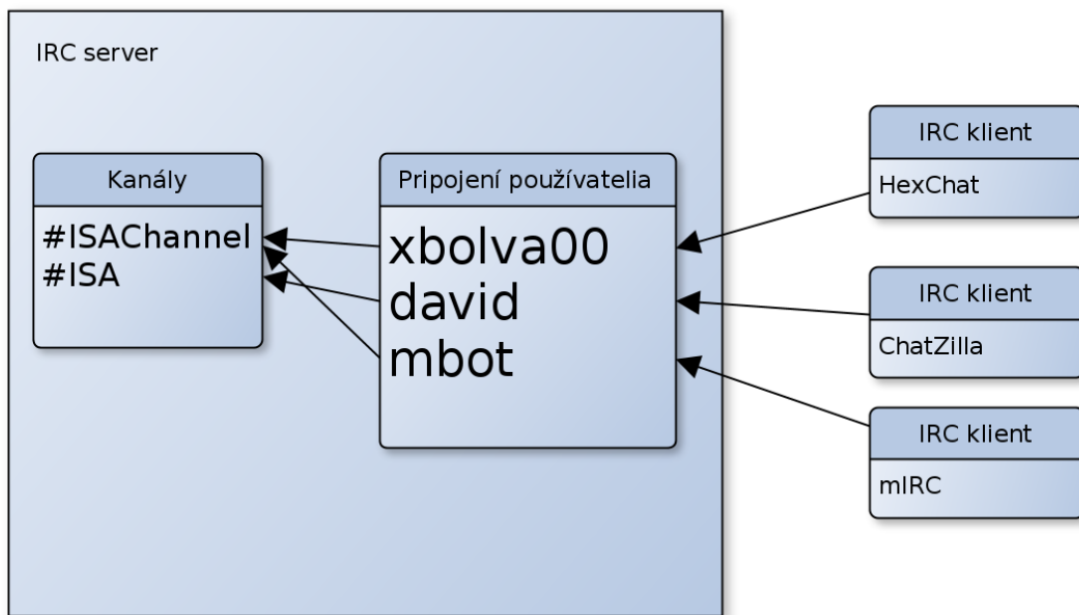 IRC server
Kanály
#ISAChannel
#ISA
Pripojení používatelia
xbolva00
david
mbot
IRC klient
HexChat
IRC klient
ChatZilla
IRC klient
mIRC